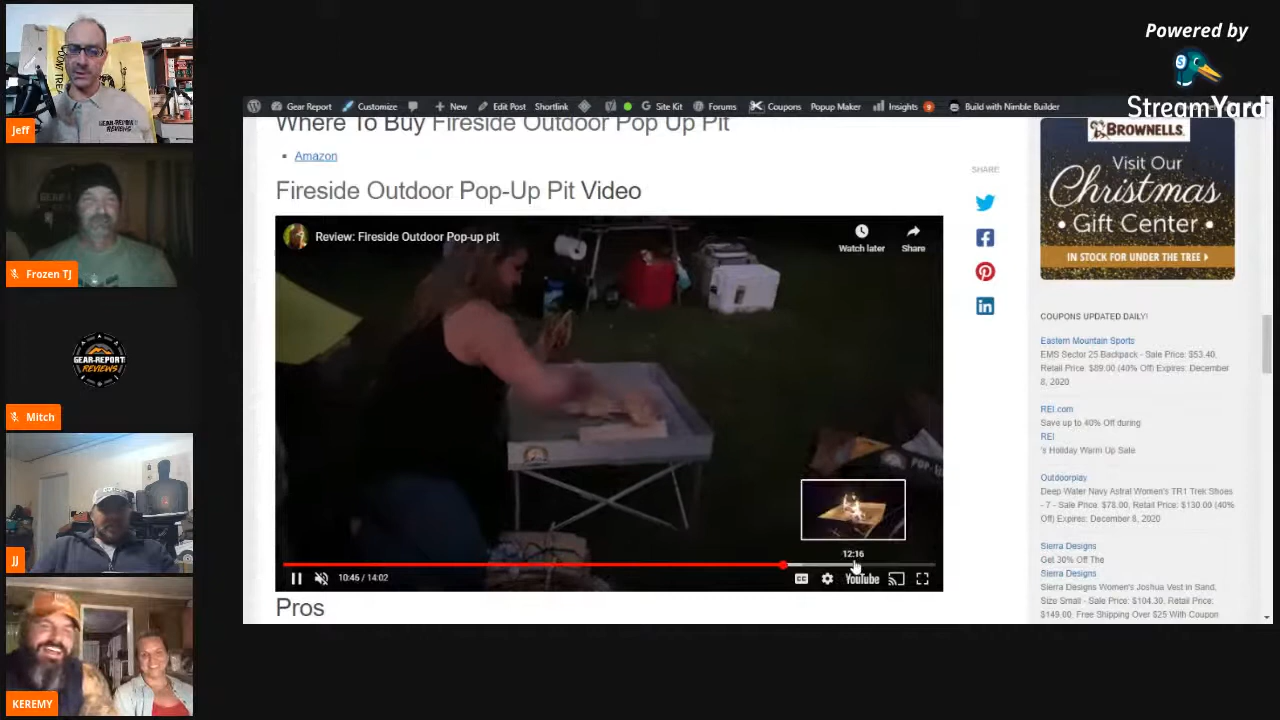 Powered by
StreamYard
GEAR-REPORT
REVIEWS
Jeff
Frozen TJ
GEAR-REPORT
REVIEWS
Mitch
JJ
KEREMY
Gear Report
Customize
New
Edit Post
Shortlink
Site Kit
Forums
Coupons
Popup Maker
Insights
9
Build with Nimble Builder
Where To Buy Fireside Outdoor Pop Up Pit
Amazon
Fireside Outdoor Pop-Up Pit Video
Review: Fireside Outdoor Pop-up pit
Watch later
Share
12:16
10:46 / 14:02
CC
YouTube
Pros
SHARE
BROWNELLS
VISIT OUR
Christmas
• GIFT CENTER •
IN STOCK FOR UNDER THE TREE
COUPONS UPDATED DAILY!
Eastern Mountain Sports
EMS Sector 25 Backpack - Sale Price: $53.40,
Retail Price: $89.00 (40% Off) Expires: December
8, 2020
REI.com
Save up to 40% Off during
REI
's Holiday Warm Up Sale
Outdoorplay
Deep Water Navy Astral Women's TR1 Trek Shoes
- 7 - Sale Price: $78.00, Retail Price: $130.00 (40%
Off) Expires: December 8, 2020
Sierra Designs
Get 30% Off The
Sierra Designs
Sierra Designs Women's Joshua Vest in Sand,
Size Small - Sale Price: $104.30, Retail Price:
$149.00, Free Shipping Over $25 With Coupon